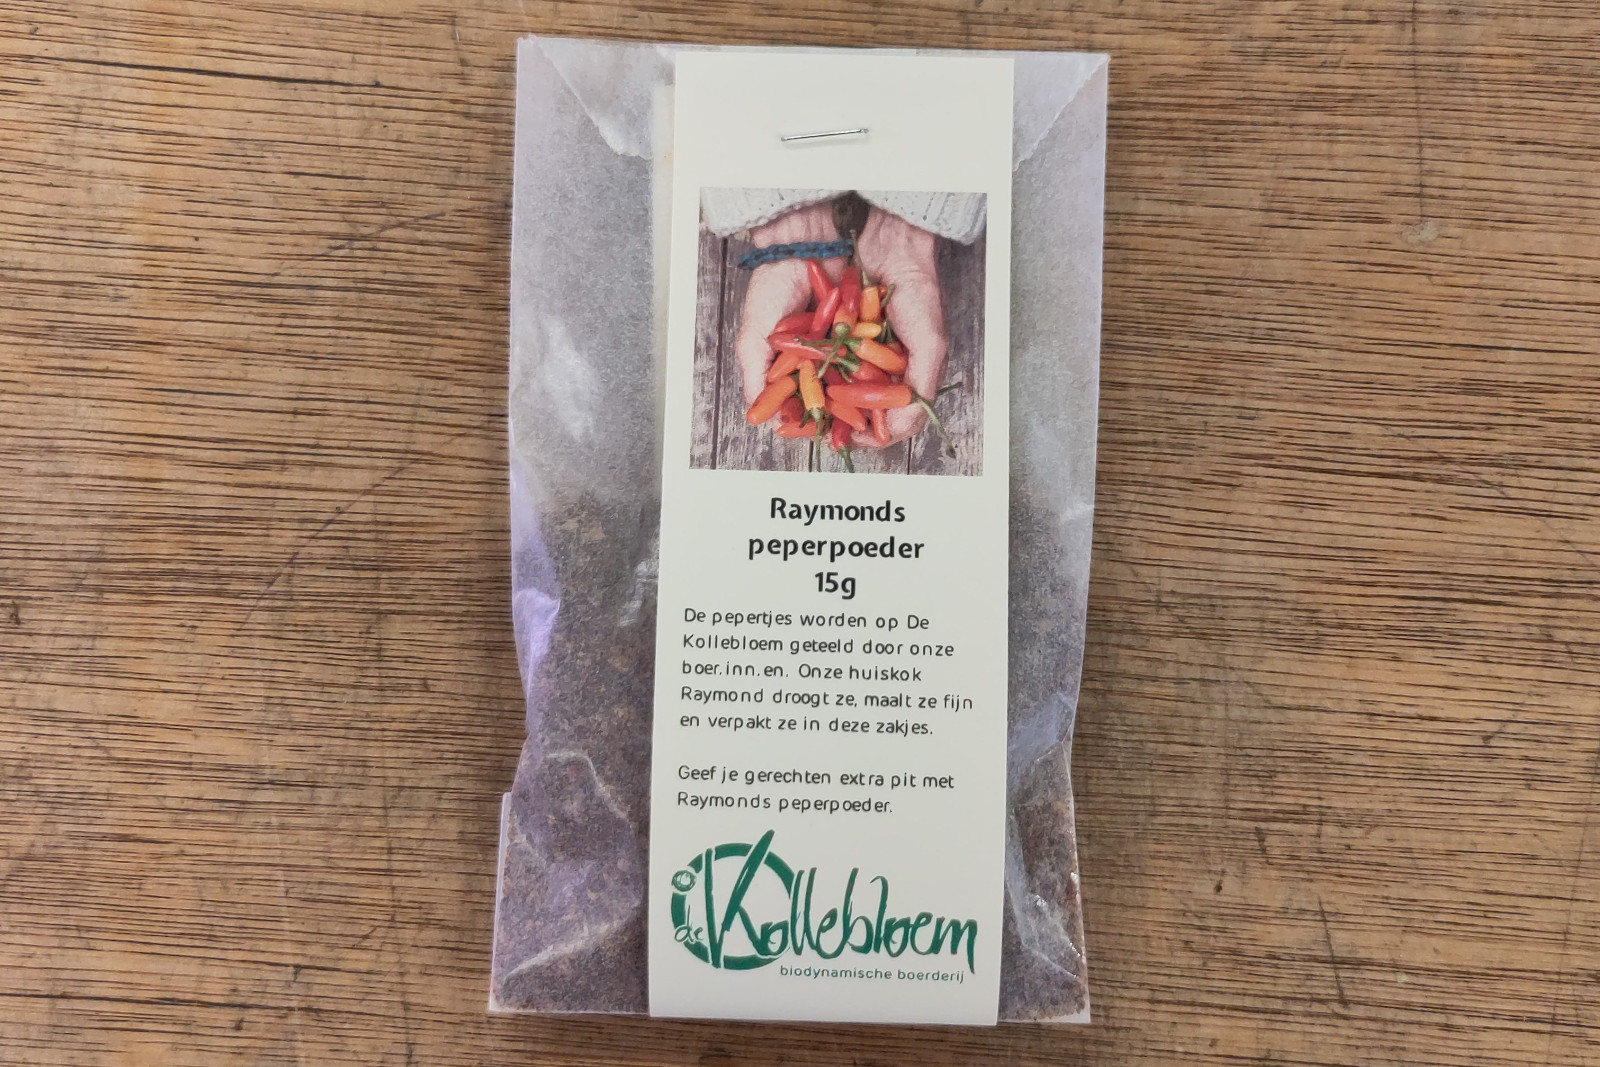 Raymonds
peperpoeder
15g
De pepertjes worden op De
Kollebloem geteeld door onze
boer.inn.en. Onze huiskok
Raymond droogt ze, maalt ze fijn
en verpakt ze in deze zakjes.
Geef je gerechten extra pit met
Raymonds peperpoeder.
de Kollebloem
biodynamische boerderij